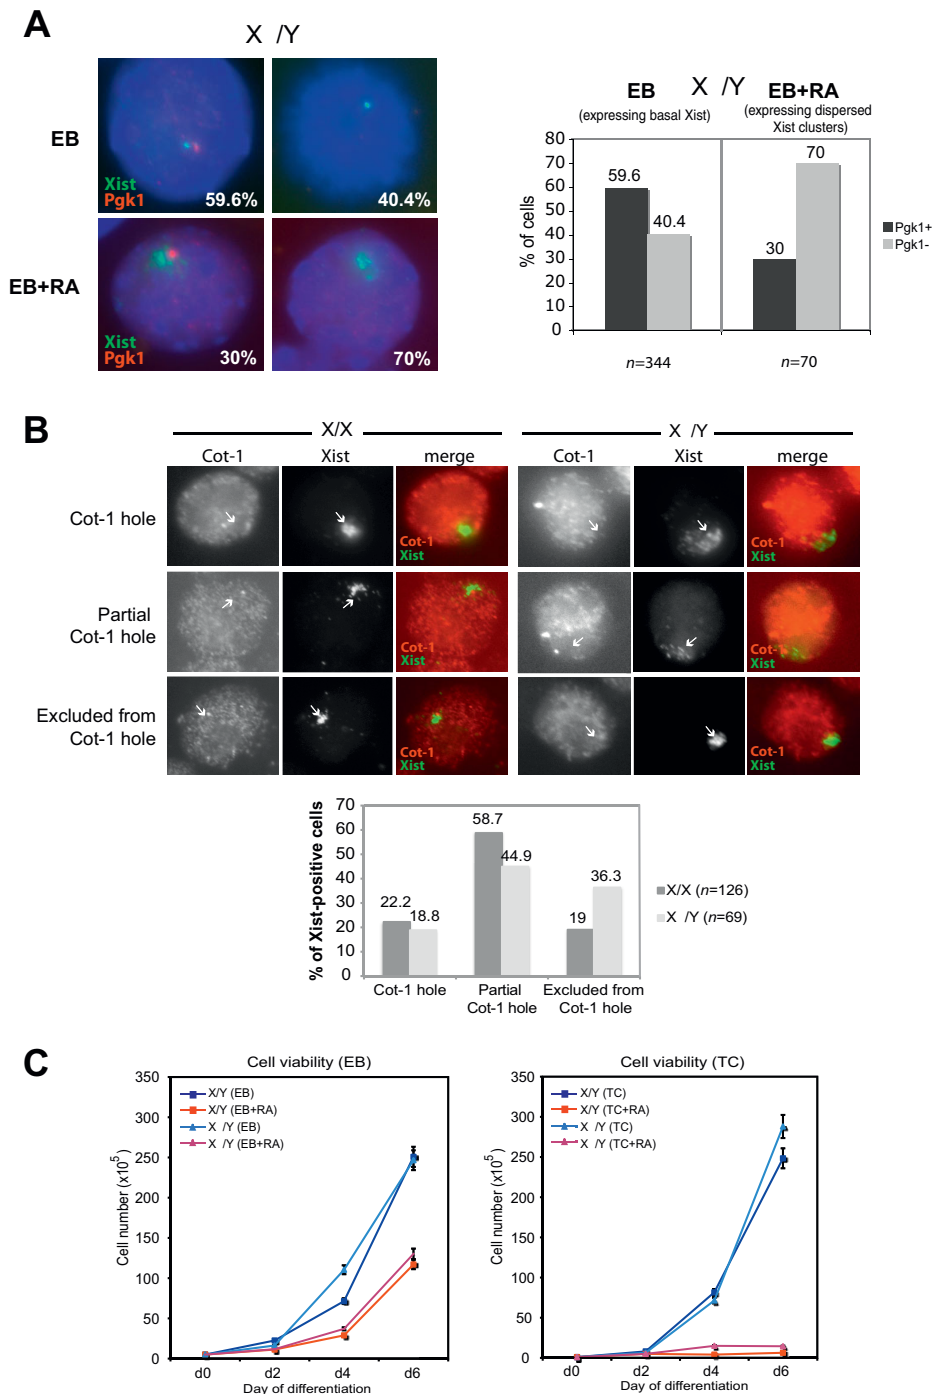 A
X /Y
EB
Xist
Pgk1
59.6%
40.4%
EB+RA
Xist
Pgk1
30%
70%
X /Y
EB
(expressing basal Xist)
EB+RA
(expressing dispersed
Xist clusters)
% of cells
80
70
60
50
40
30
20
10
0
59.6
40.4
30
70
Pgk1+
Pgk1-
n=344
n=70
B
X/X
X /Y
Cot-1
Xist
merge
Cot-1
Xist
merge
Cot-1 hole
Cot-1
Xist
Cot-1
Xist
Partial
Cot-1 hole
Cot-1
Xist
Cot-1
Xist
Excluded from
Cot-1 hole
Cot-1
Xist
Cot-1
Xist
% of Xist-positive cells
70
60
50
40
30
20
10
0
22.2
18.8
58.7
44.9
19
36.3
X/X (n=126)
X /Y (n=69)
Cot-1 hole
Partial
Cot-1 hole
Excluded from
Cot-1 hole
C
Cell viability (EB)
Cell number (x10⁵)
350
300
250
200
150
100
50
0
X/Y (EB)
X/Y (EB+RA)
X /Y (EB)
X /Y (EB+RA)
d0
d2
d4
d6
Day of differentiation
Cell viability (TC)
Cell number (x10⁵)
350
300
250
200
150
100
50
0
X/Y (TC)
X/Y (TC+RA)
X /Y (TC)
X /Y (TC+RA)
d0
d2
d4
d6
Day of differentiation